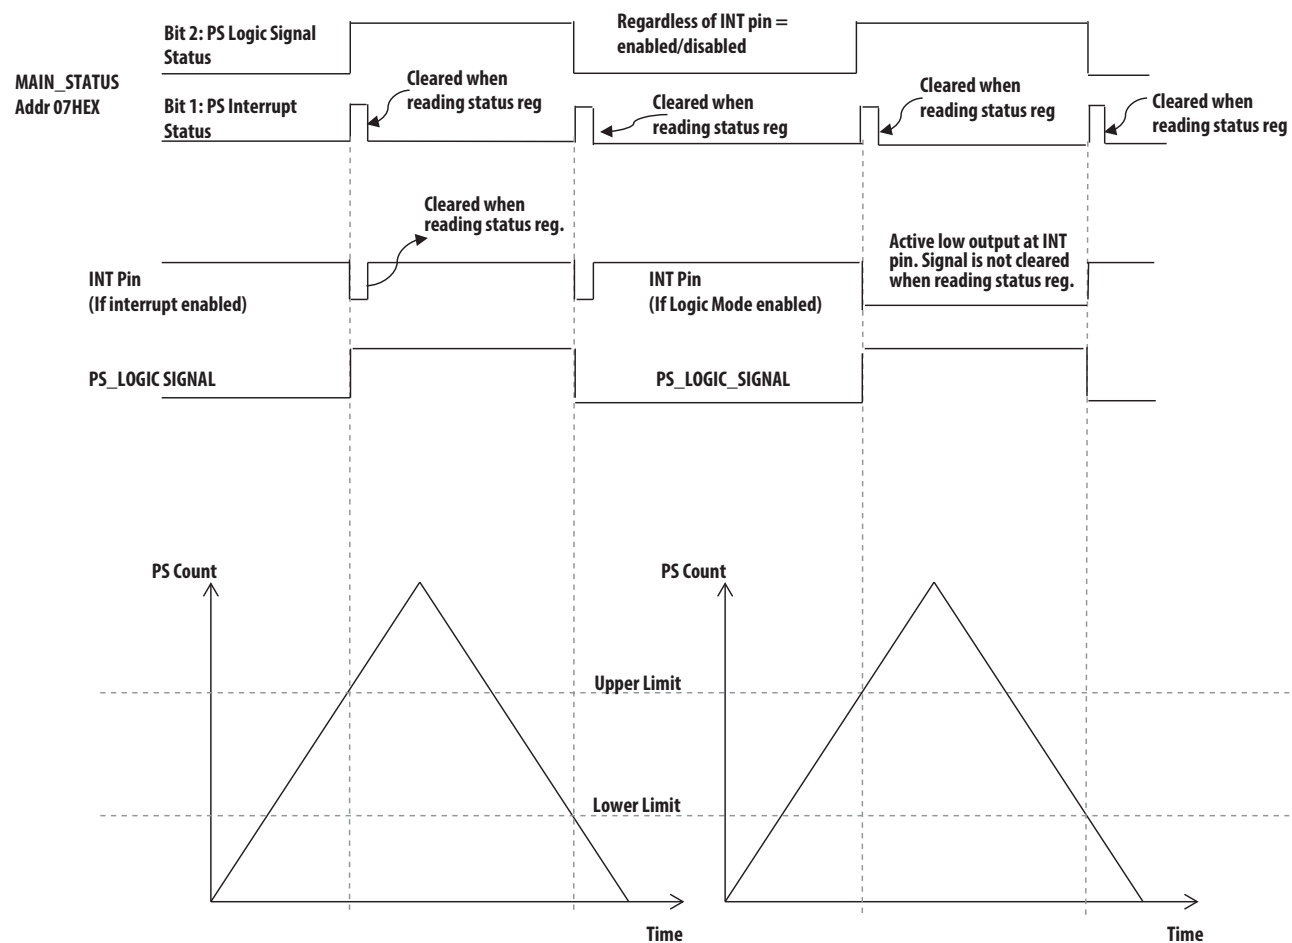 Bit 2: PS Logic Signal
Status
Regardless of INT pin =
enabled/disabled
MAIN_STATUS
Addr 07HEX
Bit 1: PS Interrupt
Status
Cleared when
reading status reg
Cleared when
reading status reg
Cleared when
reading status reg
Cleared when
reading status reg
Cleared when
reading status reg.
INT Pin
(If interrupt enabled)
INT Pin
(If Logic Mode enabled)
Active low output at INT
pin. Signal is not cleared
when reading status reg.
PS_LOGIC SIGNAL
PS_LOGIC_SIGNAL
PS Count
PS Count
Upper Limit
Lower Limit
Time
Time